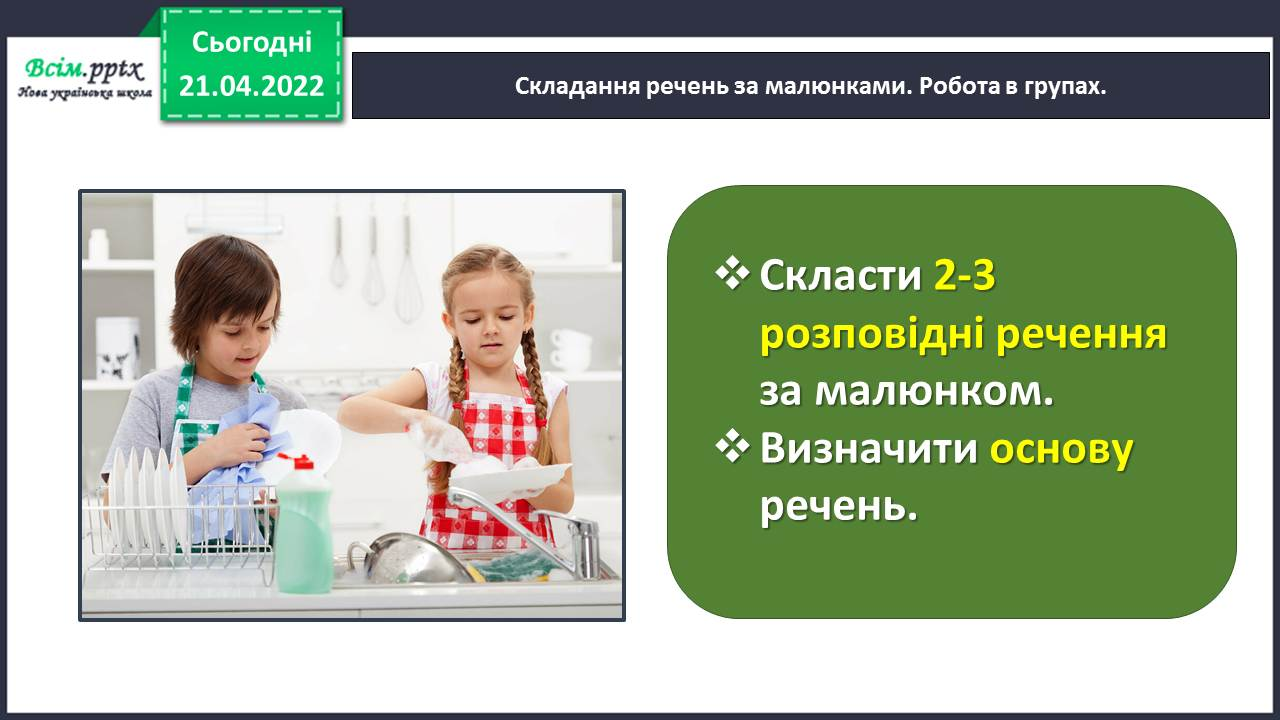 Всім.pptx
Нова українська школа
Сьогодні
21.04.2022
Складання речень за малюнками. Робота в групах.
❖ Скласти 2-3
розповідні речення
за малюнком.
❖ Визначити основу
речень.